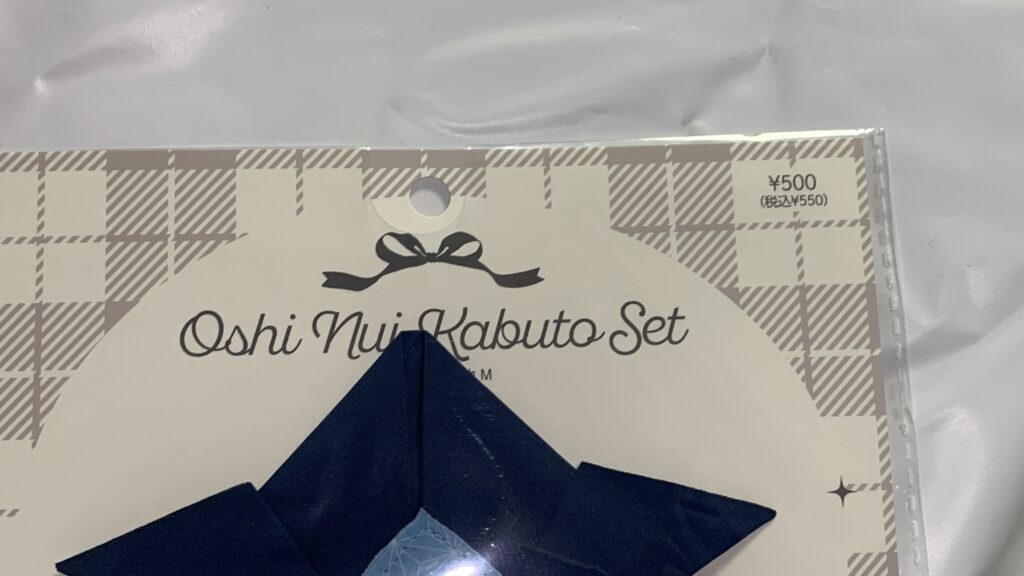 ¥500
(税込¥550)
Oshi Nui Kabuto Set
M